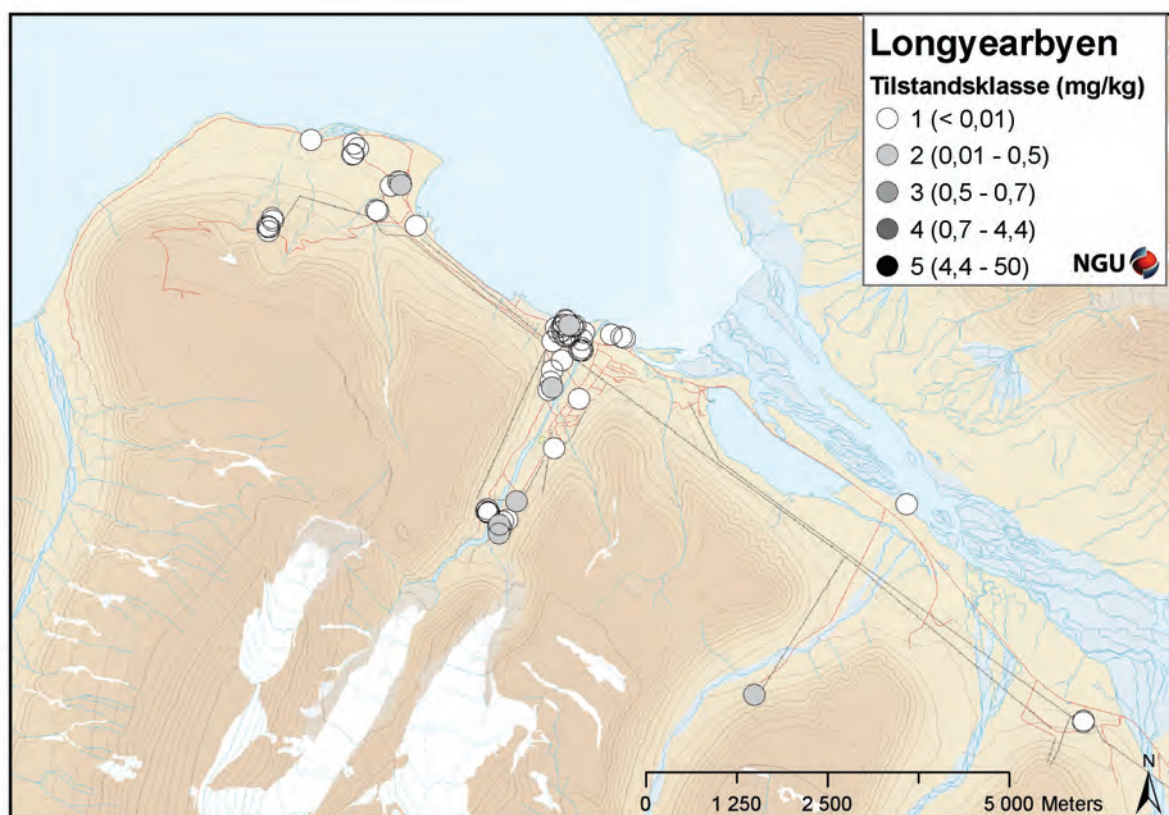 Longyearbyen
Tilstandsklasse (mg/kg)
1 (< 0,01)
2 (0,01 - 0,5)
3 (0,5 - 0,7)
4 (0,7 - 4,4)
5 (4,4 - 50)
NGU
N
0 1 250 2 500 5 000 Meters